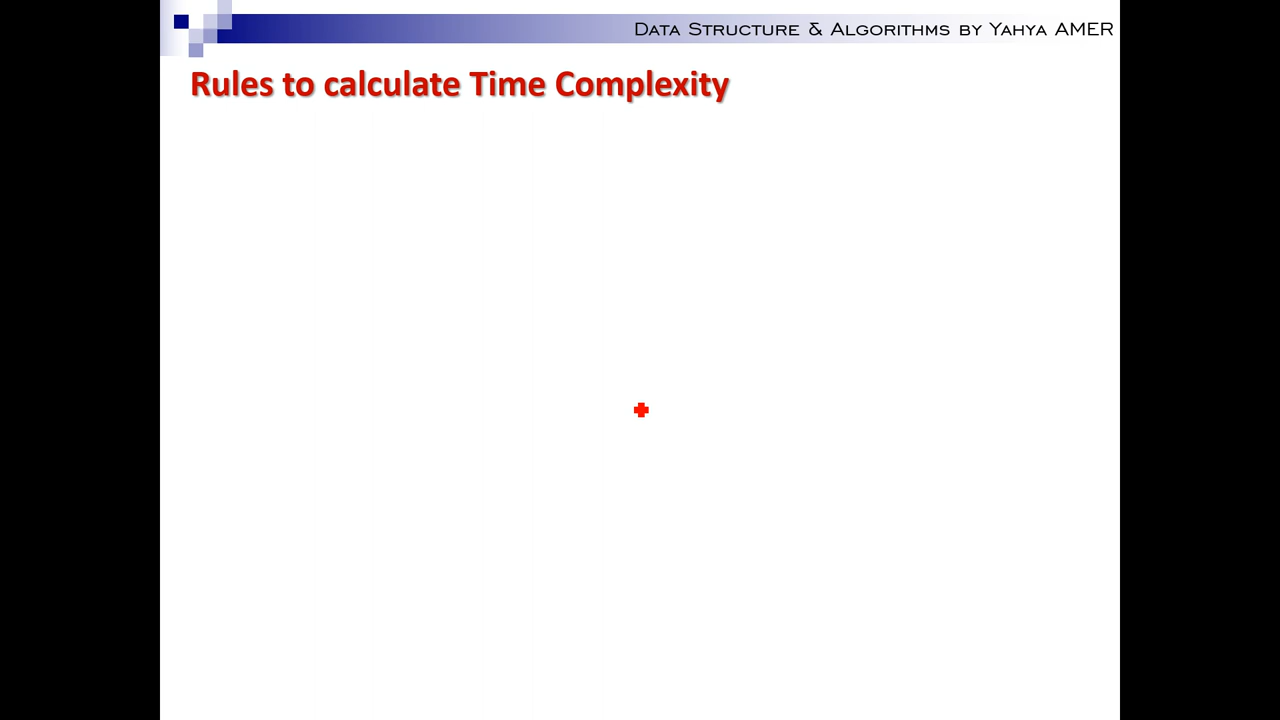 Data Structure & Algorithms by Yahya AMER
Rules to calculate Time Complexity